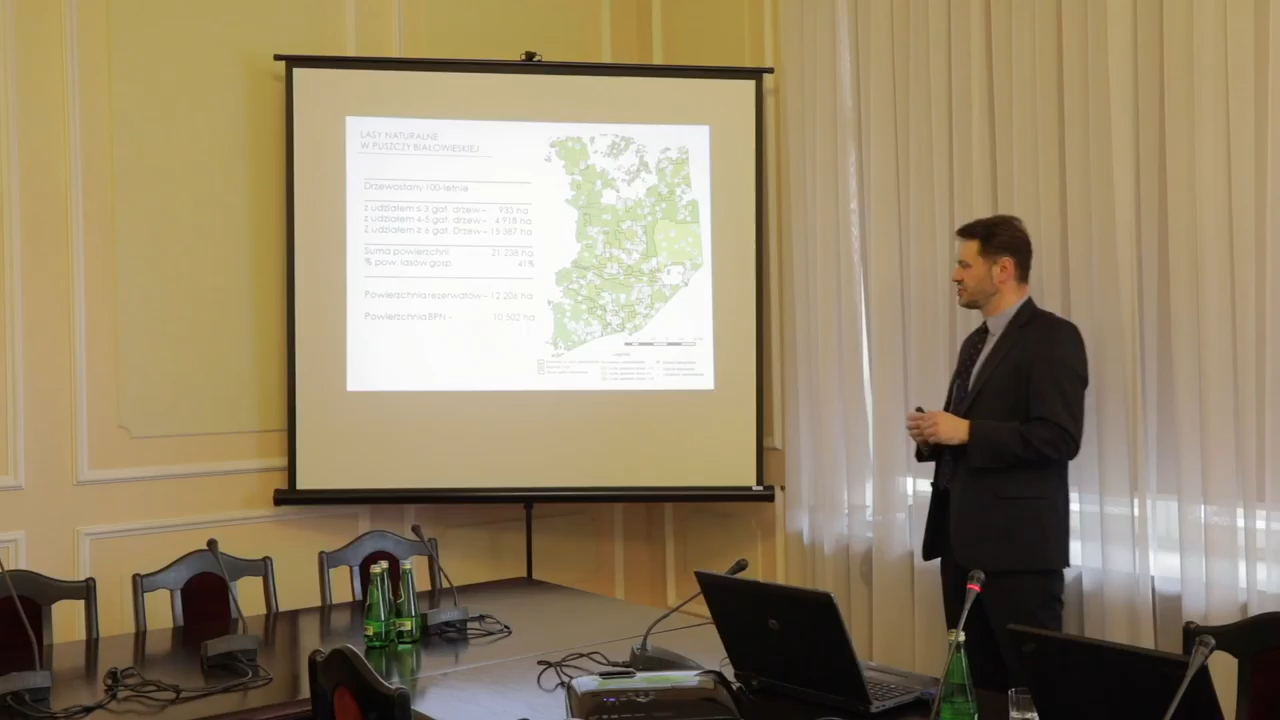 LASY NATURALNE
W PUSZCZY BIAŁOWIESKIEJ
Drzewostany 100-letnie
z udziałem ≤ 3 gat. drzew – 933 ha
z udziałem 4-5 gat. drzew – 4 918 ha
z udziałem ≥ 6 gat. Drzew – 15 387 ha
Suma powierzchni 21 238 ha
% pow. lasów gosp. 41%
Powierzchnia rezerwatów – 12 206 ha
Powierzchnia BPN – 10 502 ha